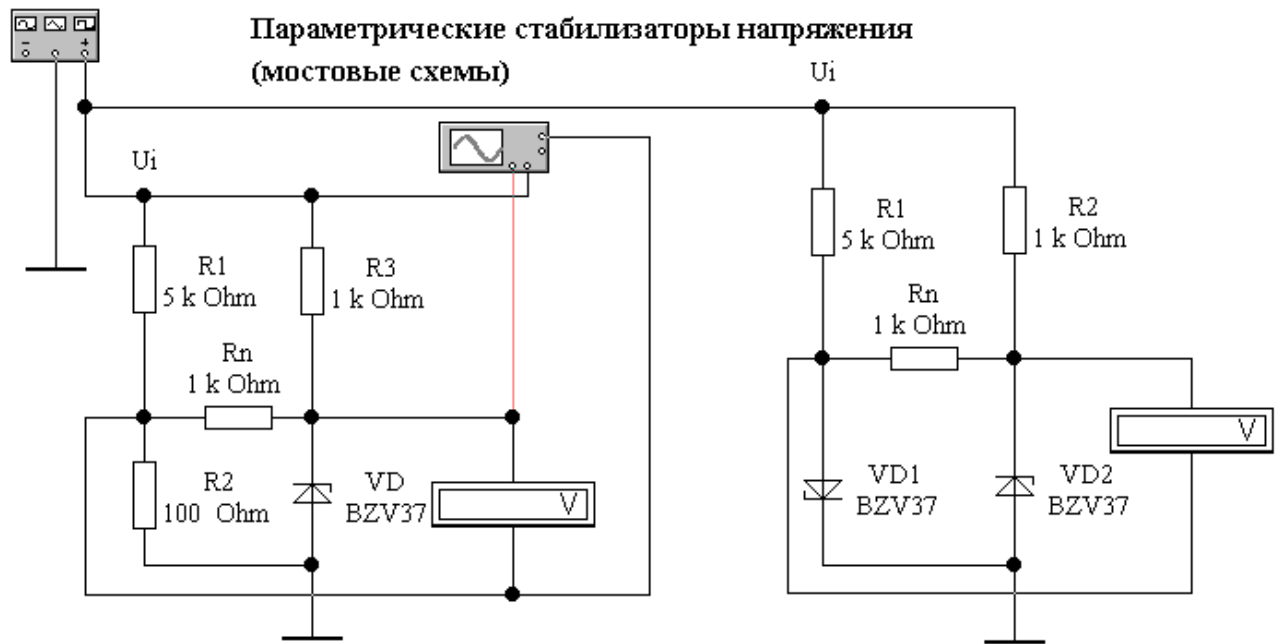 Параметрические стабилизаторы напряжения
(мостовые схемы)
Ui
Ui
R1
5 k Ohm
R3
1 k Ohm
Rn
1 k Ohm
R2
100 Ohm
VD
BZV37
V
R1
5 k Ohm
R2
1 k Ohm
Rn
1 k Ohm
VD1
BZV37
VD2
BZV37
V